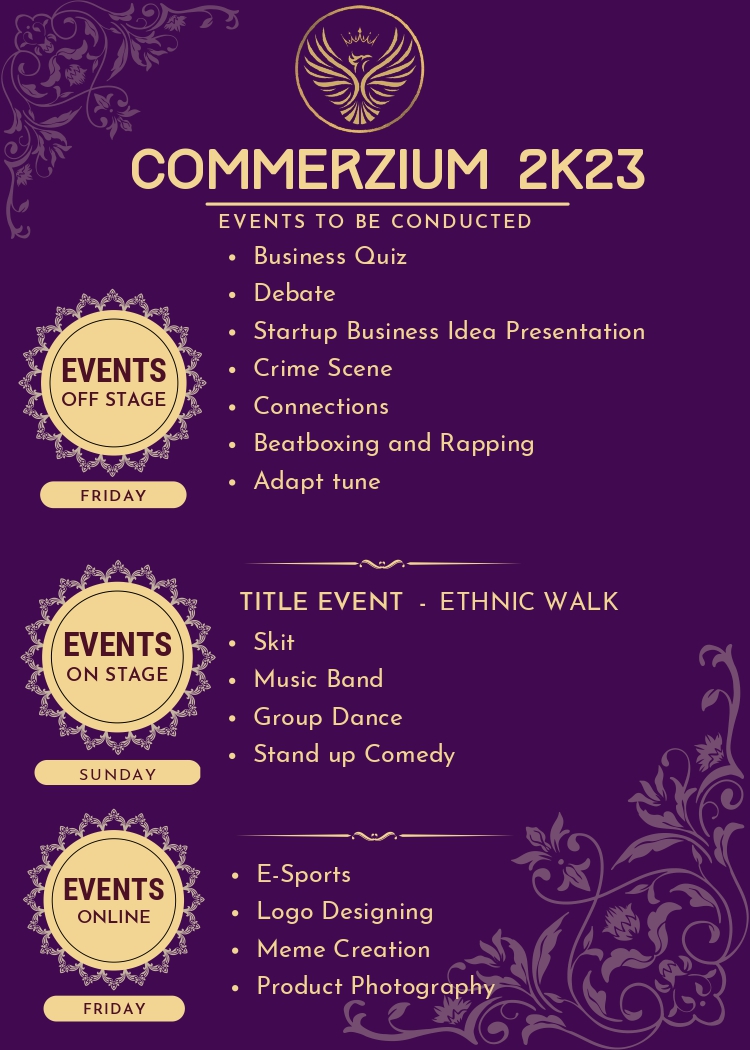 COMMERZIUM 2K23
EVENTS TO BE CONDUCTED
EVENTS
OFF STAGE
FRIDAY
• Business Quiz
• Debate
• Startup Business Idea Presentation
• Crime Scene
• Connections
• Beatboxing and Rapping
• Adapt tune
EVENTS
ON STAGE
SUNDAY
TITLE EVENT - ETHNIC WALK
• Skit
• Music Band
• Group Dance
• Stand up Comedy
EVENTS
ONLINE
FRIDAY
• E-Sports
• Logo Designing
• Meme Creation
• Product Photography